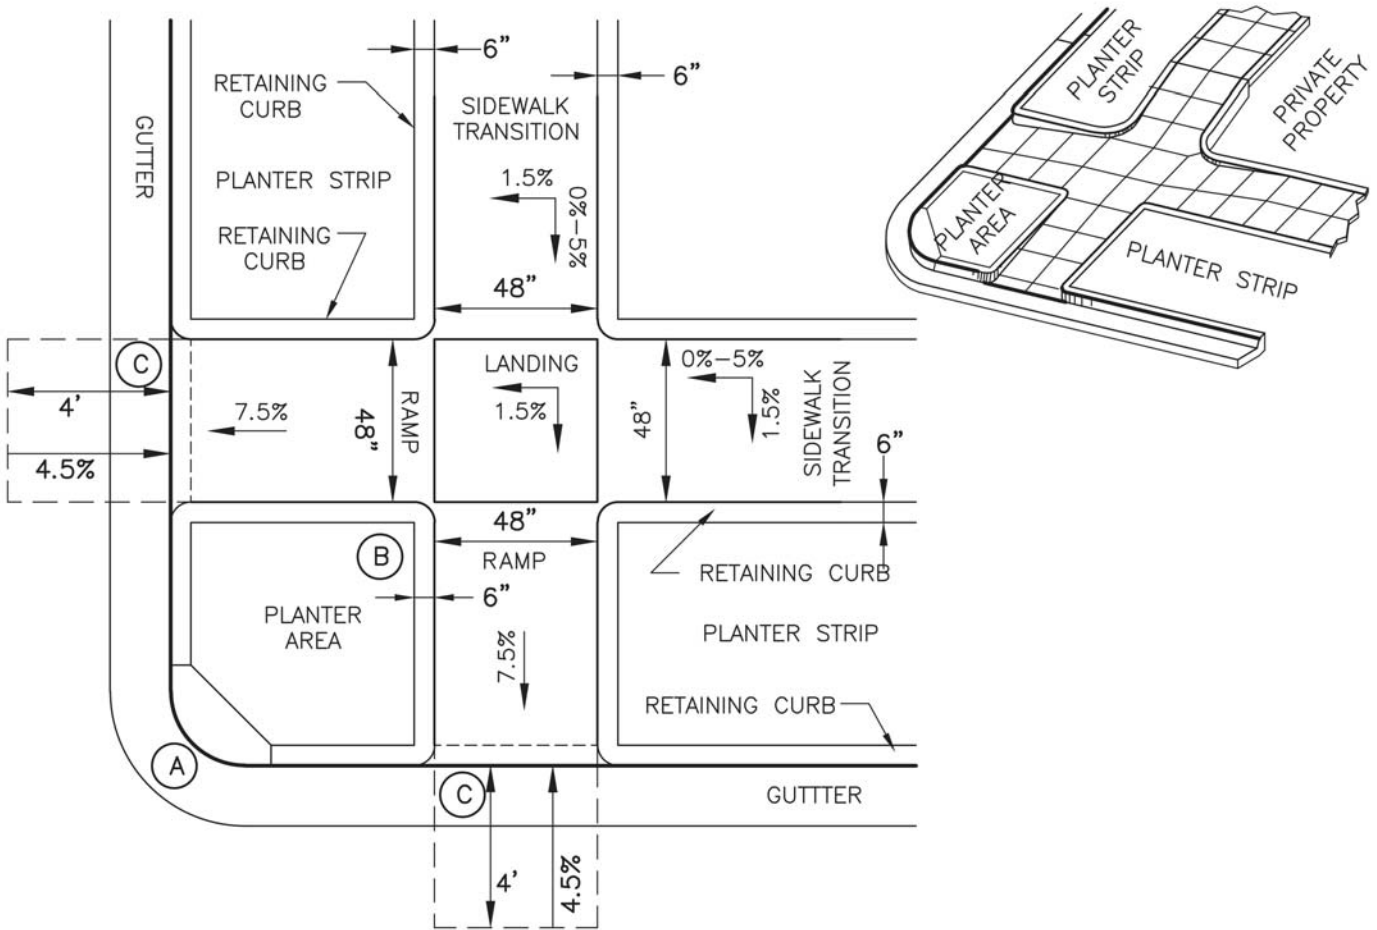 6”
6”
RETAINING
CURB
SIDEWALK
TRANSITION
GUTTER
PLANTER STRIP
1.5%
0%–5%
RETAINING
CURB
48”
C
LANDING
1.5%
0%–5%
1.5%
SIDEWALK
TRANSITION
4’
7.5%
RAMP
48”
48”
6”
4.5%
48”
RAMP
B
RETAINING CURB
6”
PLANTER
AREA
7.5%
PLANTER STRIP
RETAINING CURB
A
C
GUTTTER
4’
4.5%
PLANTER
STRIP
PRIVATE
PROPERTY
PLANTER
AREA
PLANTER STRIP